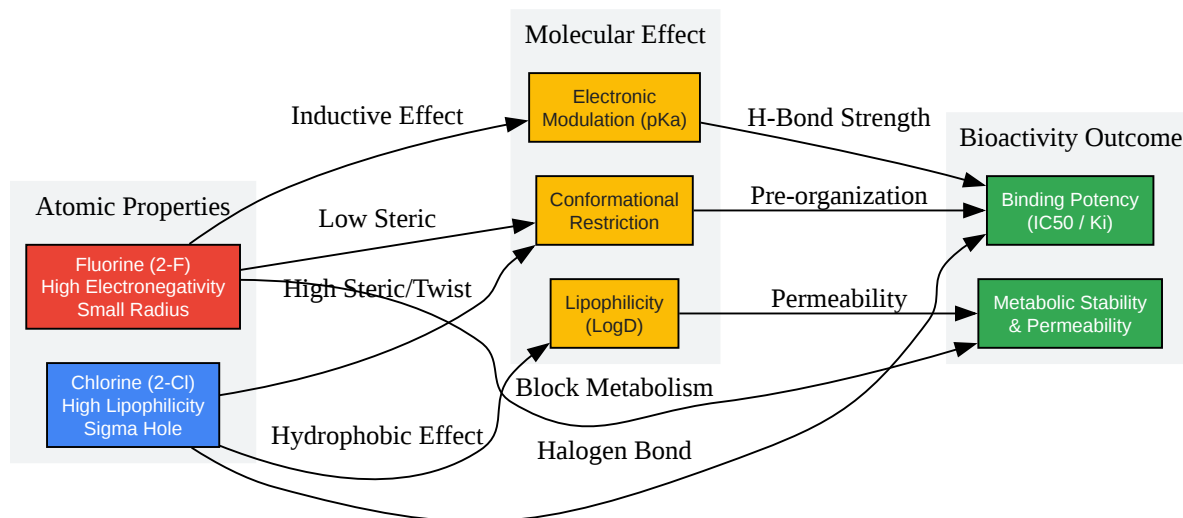 Molecular Effect
Electronic
Modulation (pKa)
Inductive Effect
H-Bond Strength
Bioactivity Outcome
Atomic Properties
Low Steric
Conformational
Restriction
Pre-organization
Binding Potency
(IC50 / Ki)
Fluorine (2-F)
High Electronegativity
Small Radius
High Steric/Twist
Lipophilicity
(LogD)
Permeability
Metabolic Stability
& Permeability
Chlorine (2-Cl)
High Lipophilicity
Sigma Hole
Block Metabolism
Hydrophobic Effect
Halogen Bond